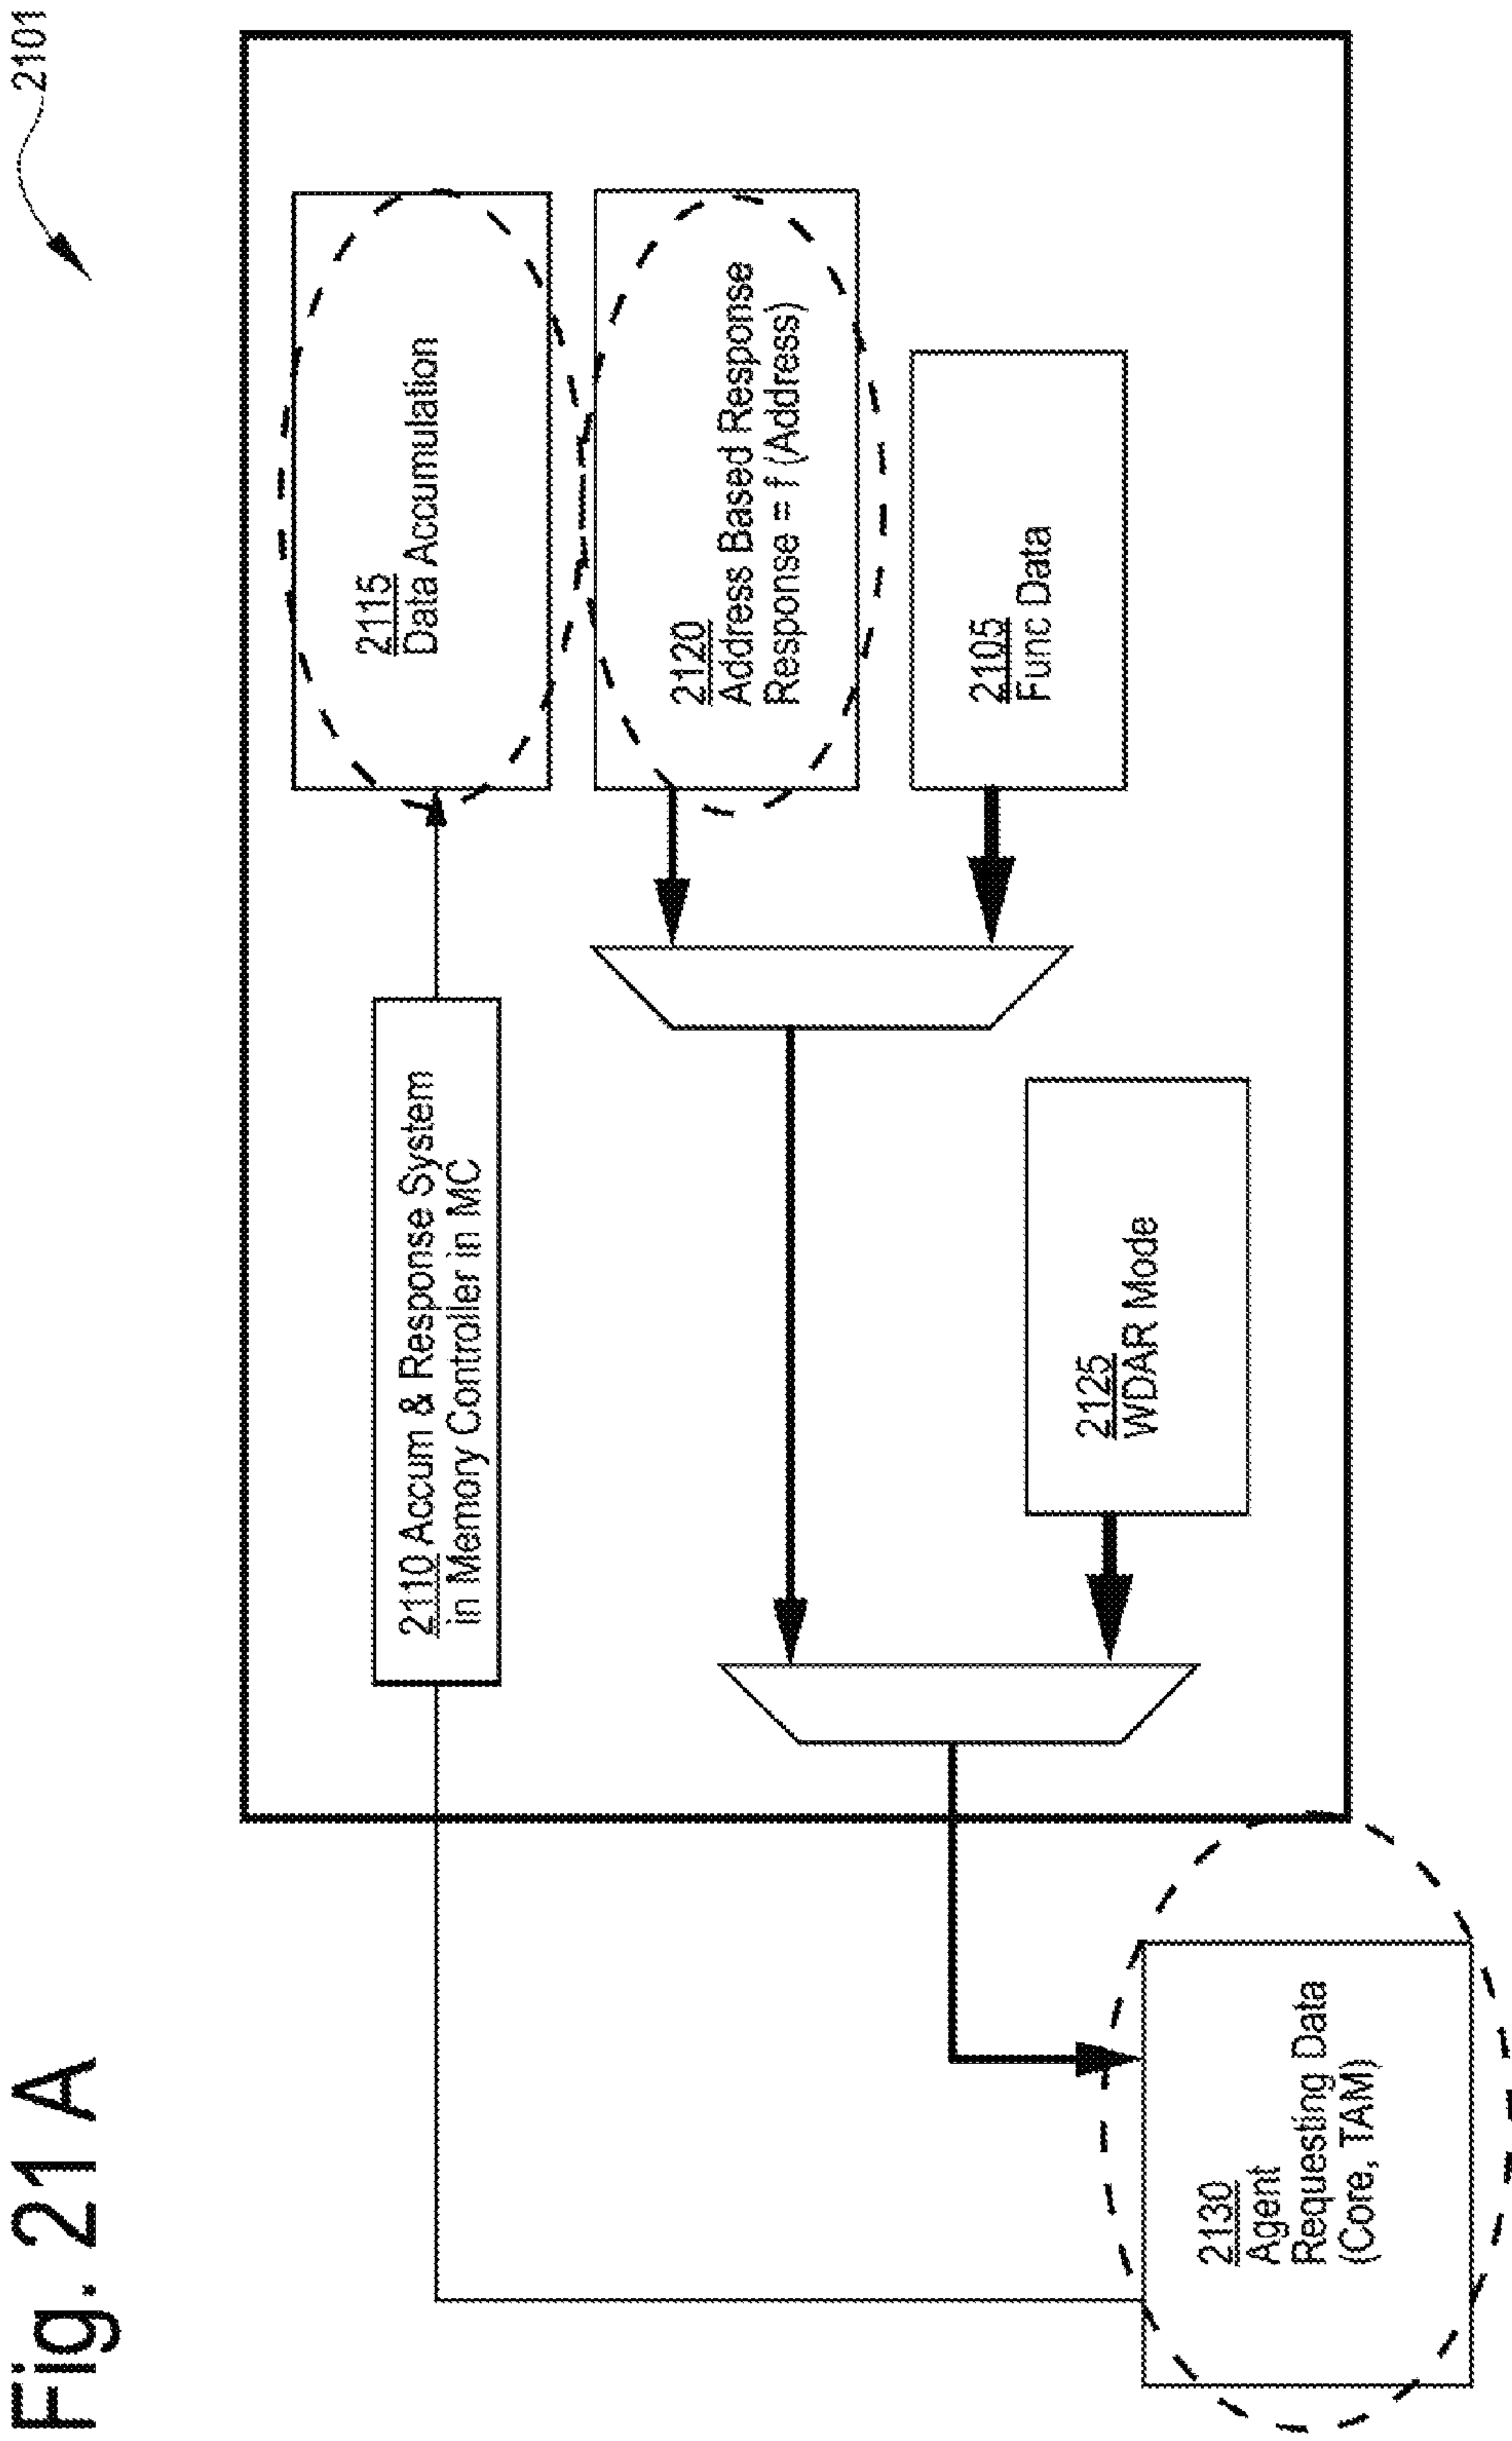 Fig. 21 A
2101
2110 Accum & Response System
in Memory Controller in MC
2115
Data Accumulation
2120
Address Based Response
Response = f (Address)
2105
Func Data
2125
WDAR Mode
2130
Agent
Requesting Data
(Core, TAM)